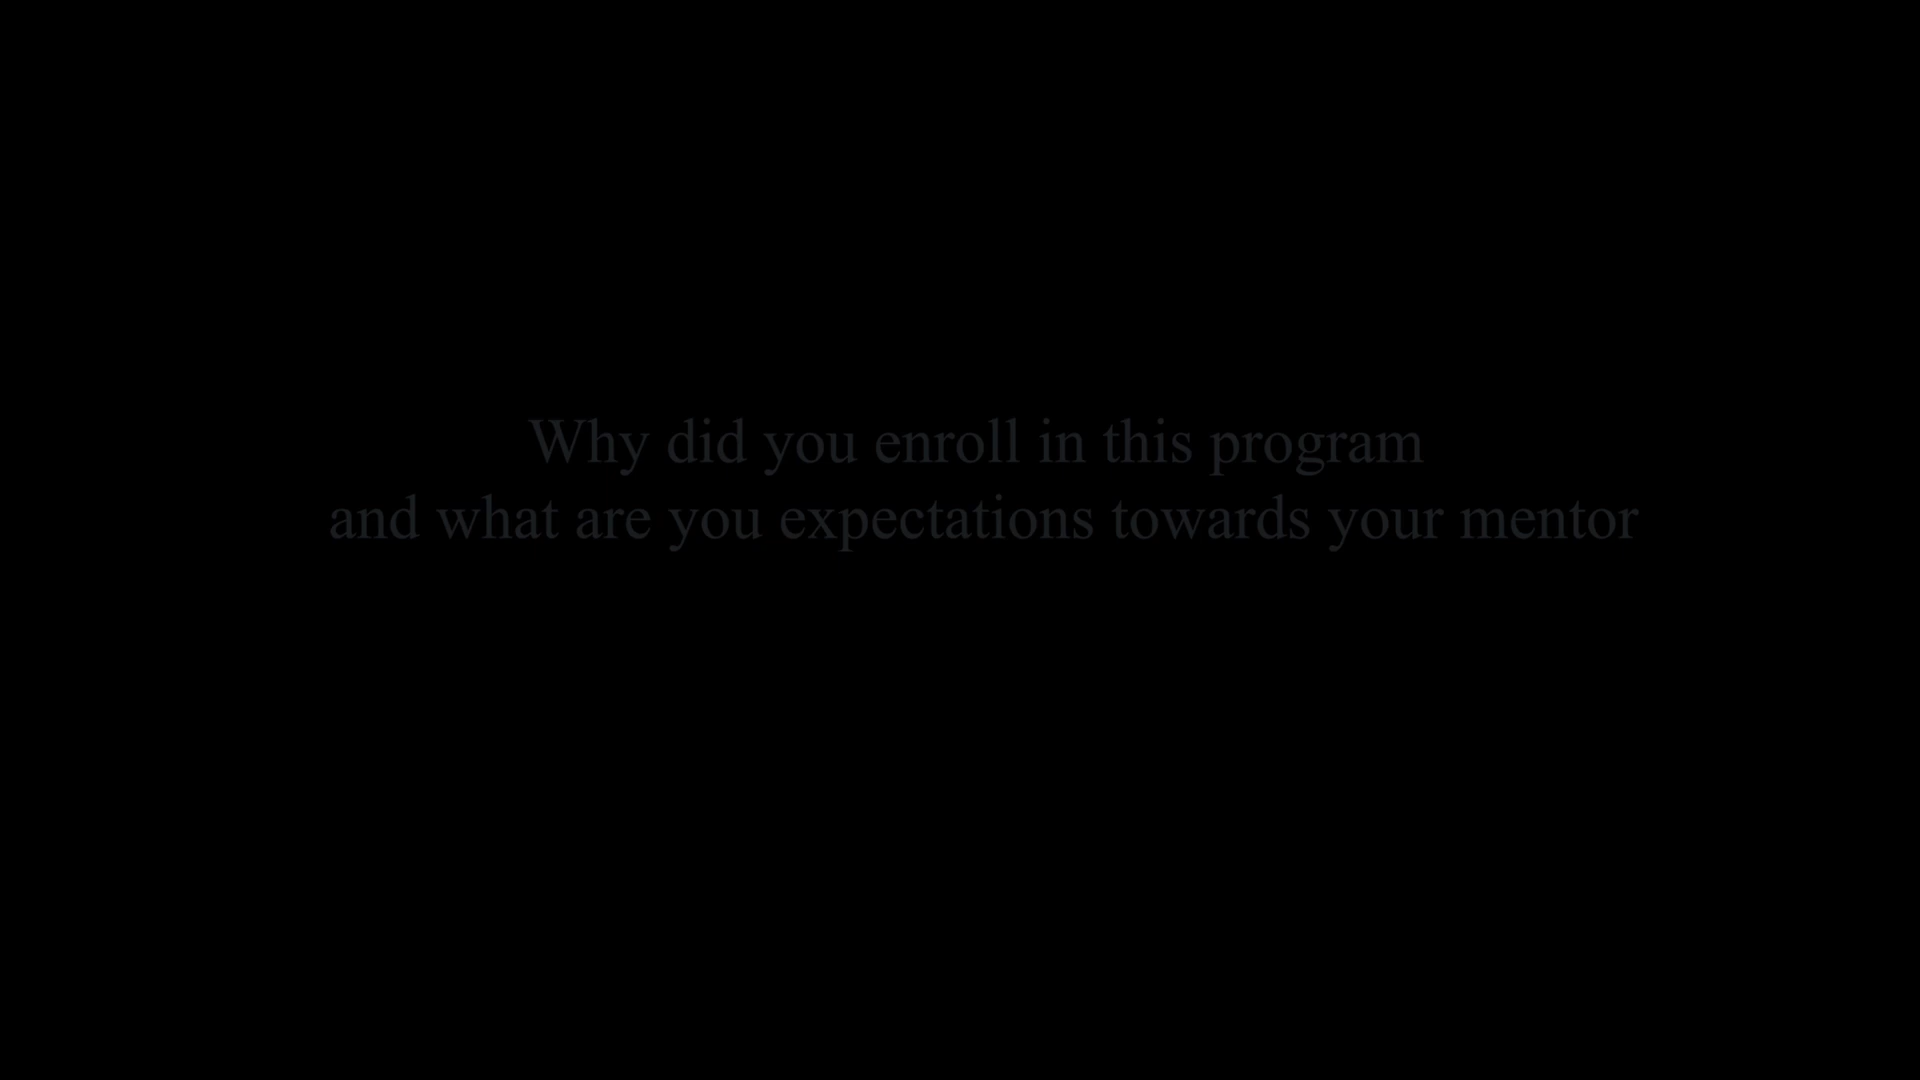 Why did you enroll in this program
and what are you expectations towards your mentor